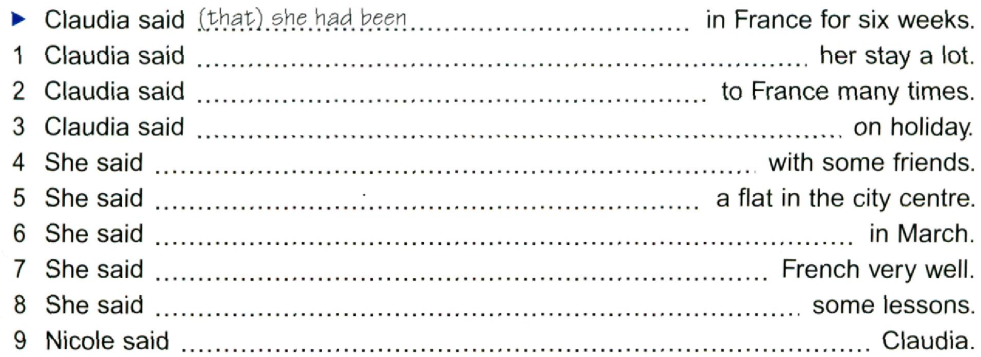 ► Claudia said (that) she had been ........ in France for six weeks.
1 Claudia said ........ her stay a lot.
2 Claudia said ........ to France many times.
3 Claudia said ........ on holiday.
4 She said ........ with some friends.
5 She said ........ a flat in the city centre.
6 She said ........ in March.
7 She said ........ French very well.
8 She said ........ some lessons.
9 Nicole said ........ Claudia.